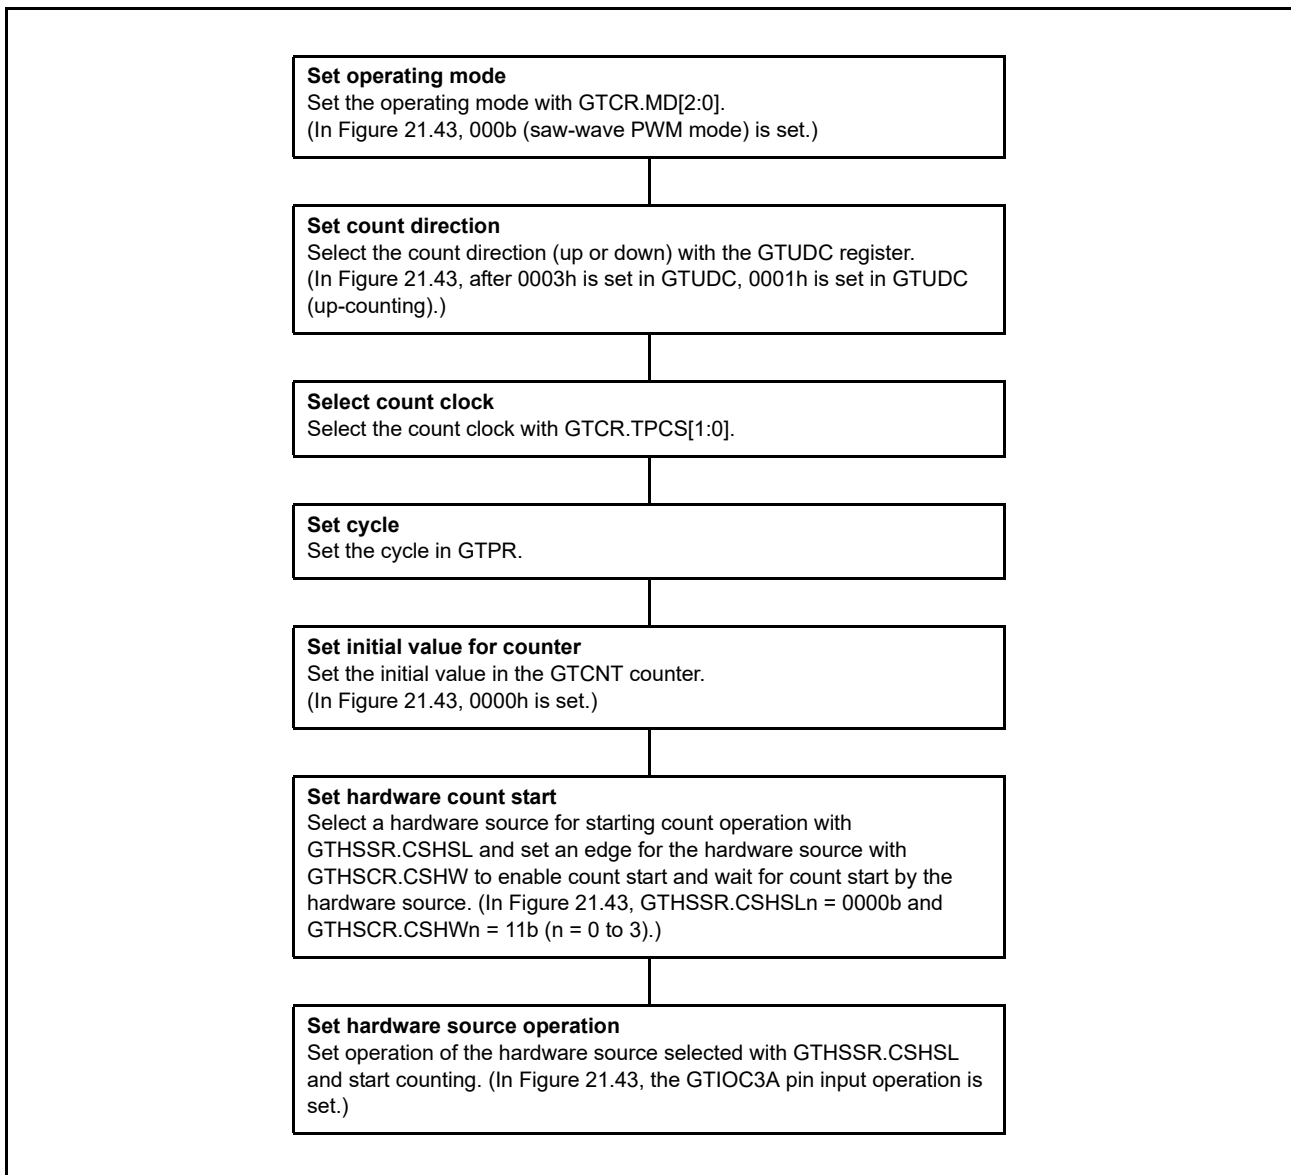 Set operating mode
Set the operating mode with GTCR.MD[2:0].
(In Figure 21.43, 000b (saw-wave PWM mode) is set.)
Set count direction
Select the count direction (up or down) with the GTUDC register.
(In Figure 21.43, after 0003h is set in GTUDC, 0001h is set in GTUDC
(up-counting).)
Select count clock
Select the count clock with GTCR.TPCS[1:0].
Set cycle
Set the cycle in GTPR.
Set initial value for counter
Set the initial value in the GTCNT counter.
(In Figure 21.43, 0000h is set.)
Set hardware count start
Select a hardware source for starting count operation with
GTHSSR.CSHSL and set an edge for the hardware source with
GTHSCR.CSHW to enable count start and wait for count start by the
hardware source. (In Figure 21.43, GTHSSR.CSHSLn = 0000b and
GTHSCR.CSHWn = 11b (n = 0 to 3).)
Set hardware source operation
Set operation of the hardware source selected with GTHSSR.CSHSL
and start counting. (In Figure 21.43, the GTIOC3A pin input operation is
set.)